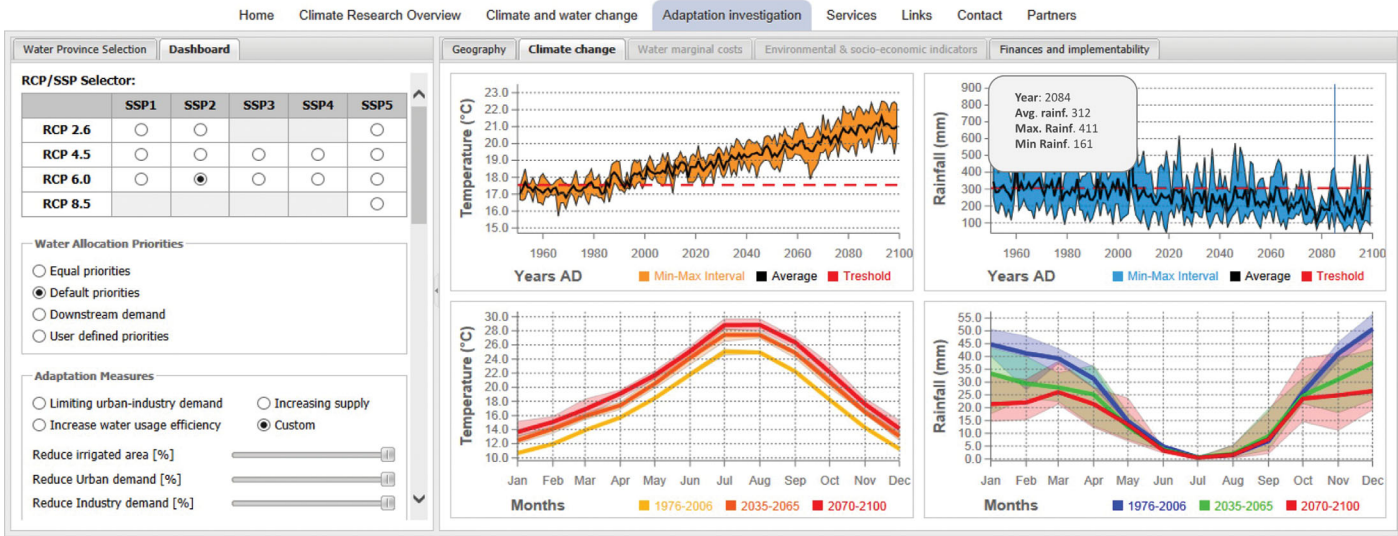 Home Climate Research Overview Climate and water change Adaptation investigation Services Links Contact Partners
Water Province Selection Dashboard
RCP/SSP Selector:
SSP1 SSP2 SSP3 SSP4 SSP5
RCP 2.6
RCP 4.5
RCP 6.0
RCP 8.5
Water Allocation Priorities
Equal priorities
Default priorities
Downstream demand
User defined priorities
Adaptation Measures
Limiting urban-industry demand Increasing supply
Increase water usage efficiency Custom
Reduce irrigated area [%]
Reduce Urban demand [%]
Reduce Industry demand [%]
Geography Climate change Water marginal costs Environmental & socio-economic indicators Finances and implementability
Temperature (°C)
23.0
22.0
21.0
20.0
19.0
18.0
17.0
16.0
15.0
1960 1980 2000 2020 2040 2060 2080 2100
Years AD Min-Max Interval Average Treshold
Rainfall (mm)
900
800
700
600
500
400
300
200
100
Year: 2084
Avg. rainf. 312
Max. Rainf. 411
Min Rainf. 161
1960 1980 2000 2020 2040 2060 2080 2100
Years AD Min-Max Interval Average Treshold
Temperature (°C)
30.0
28.0
26.0
24.0
22.0
20.0
18.0
16.0
14.0
12.0
10.0
Jan Feb Mar Apr May Jun Jul Aug Sep Oct Nov Dec
Months 1976-2006 2035-2065 2070-2100
Rainfall (mm)
55.0
50.0
45.0
40.0
35.0
30.0
25.0
20.0
15.0
10.0
5.0
0.0
Jan Feb Mar Apr May Jun Jul Aug Sep Oct Nov Dec
Months 1976-2006 2035-2065 2070-2100